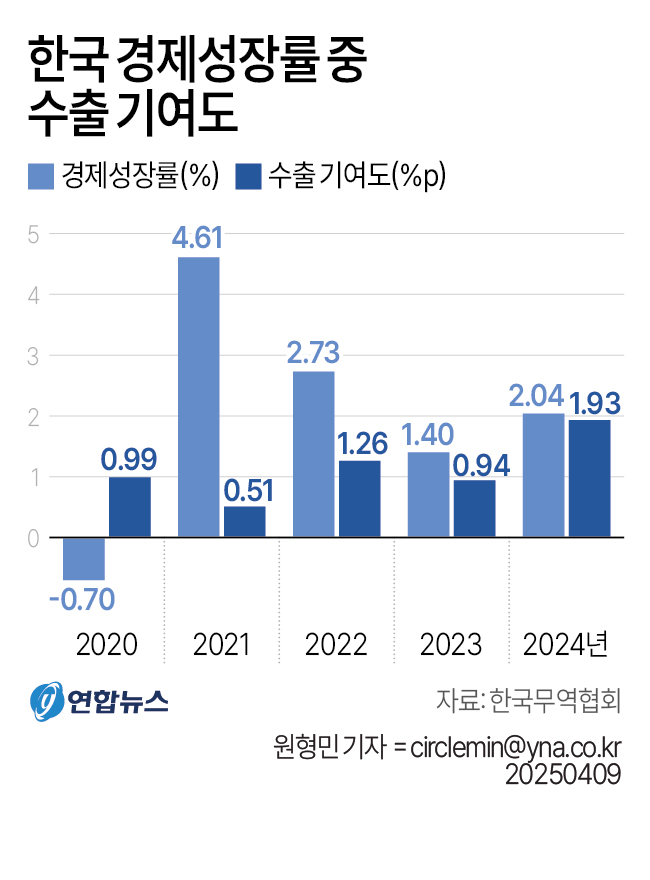 한국 경제성장률 중
수출 기여도
경제성장률(%) 수출 기여도(%p)
5
4
3
2
1
0
-0.70
0.99
4.61
0.51
2.73
1.26
1.40
0.94
2.04
1.93
2020 2021 2022 2023 2024년
y 연합뉴스 자료: 한국무역협회
원형민 기자 = circlemin@yna.co.kr
20250409